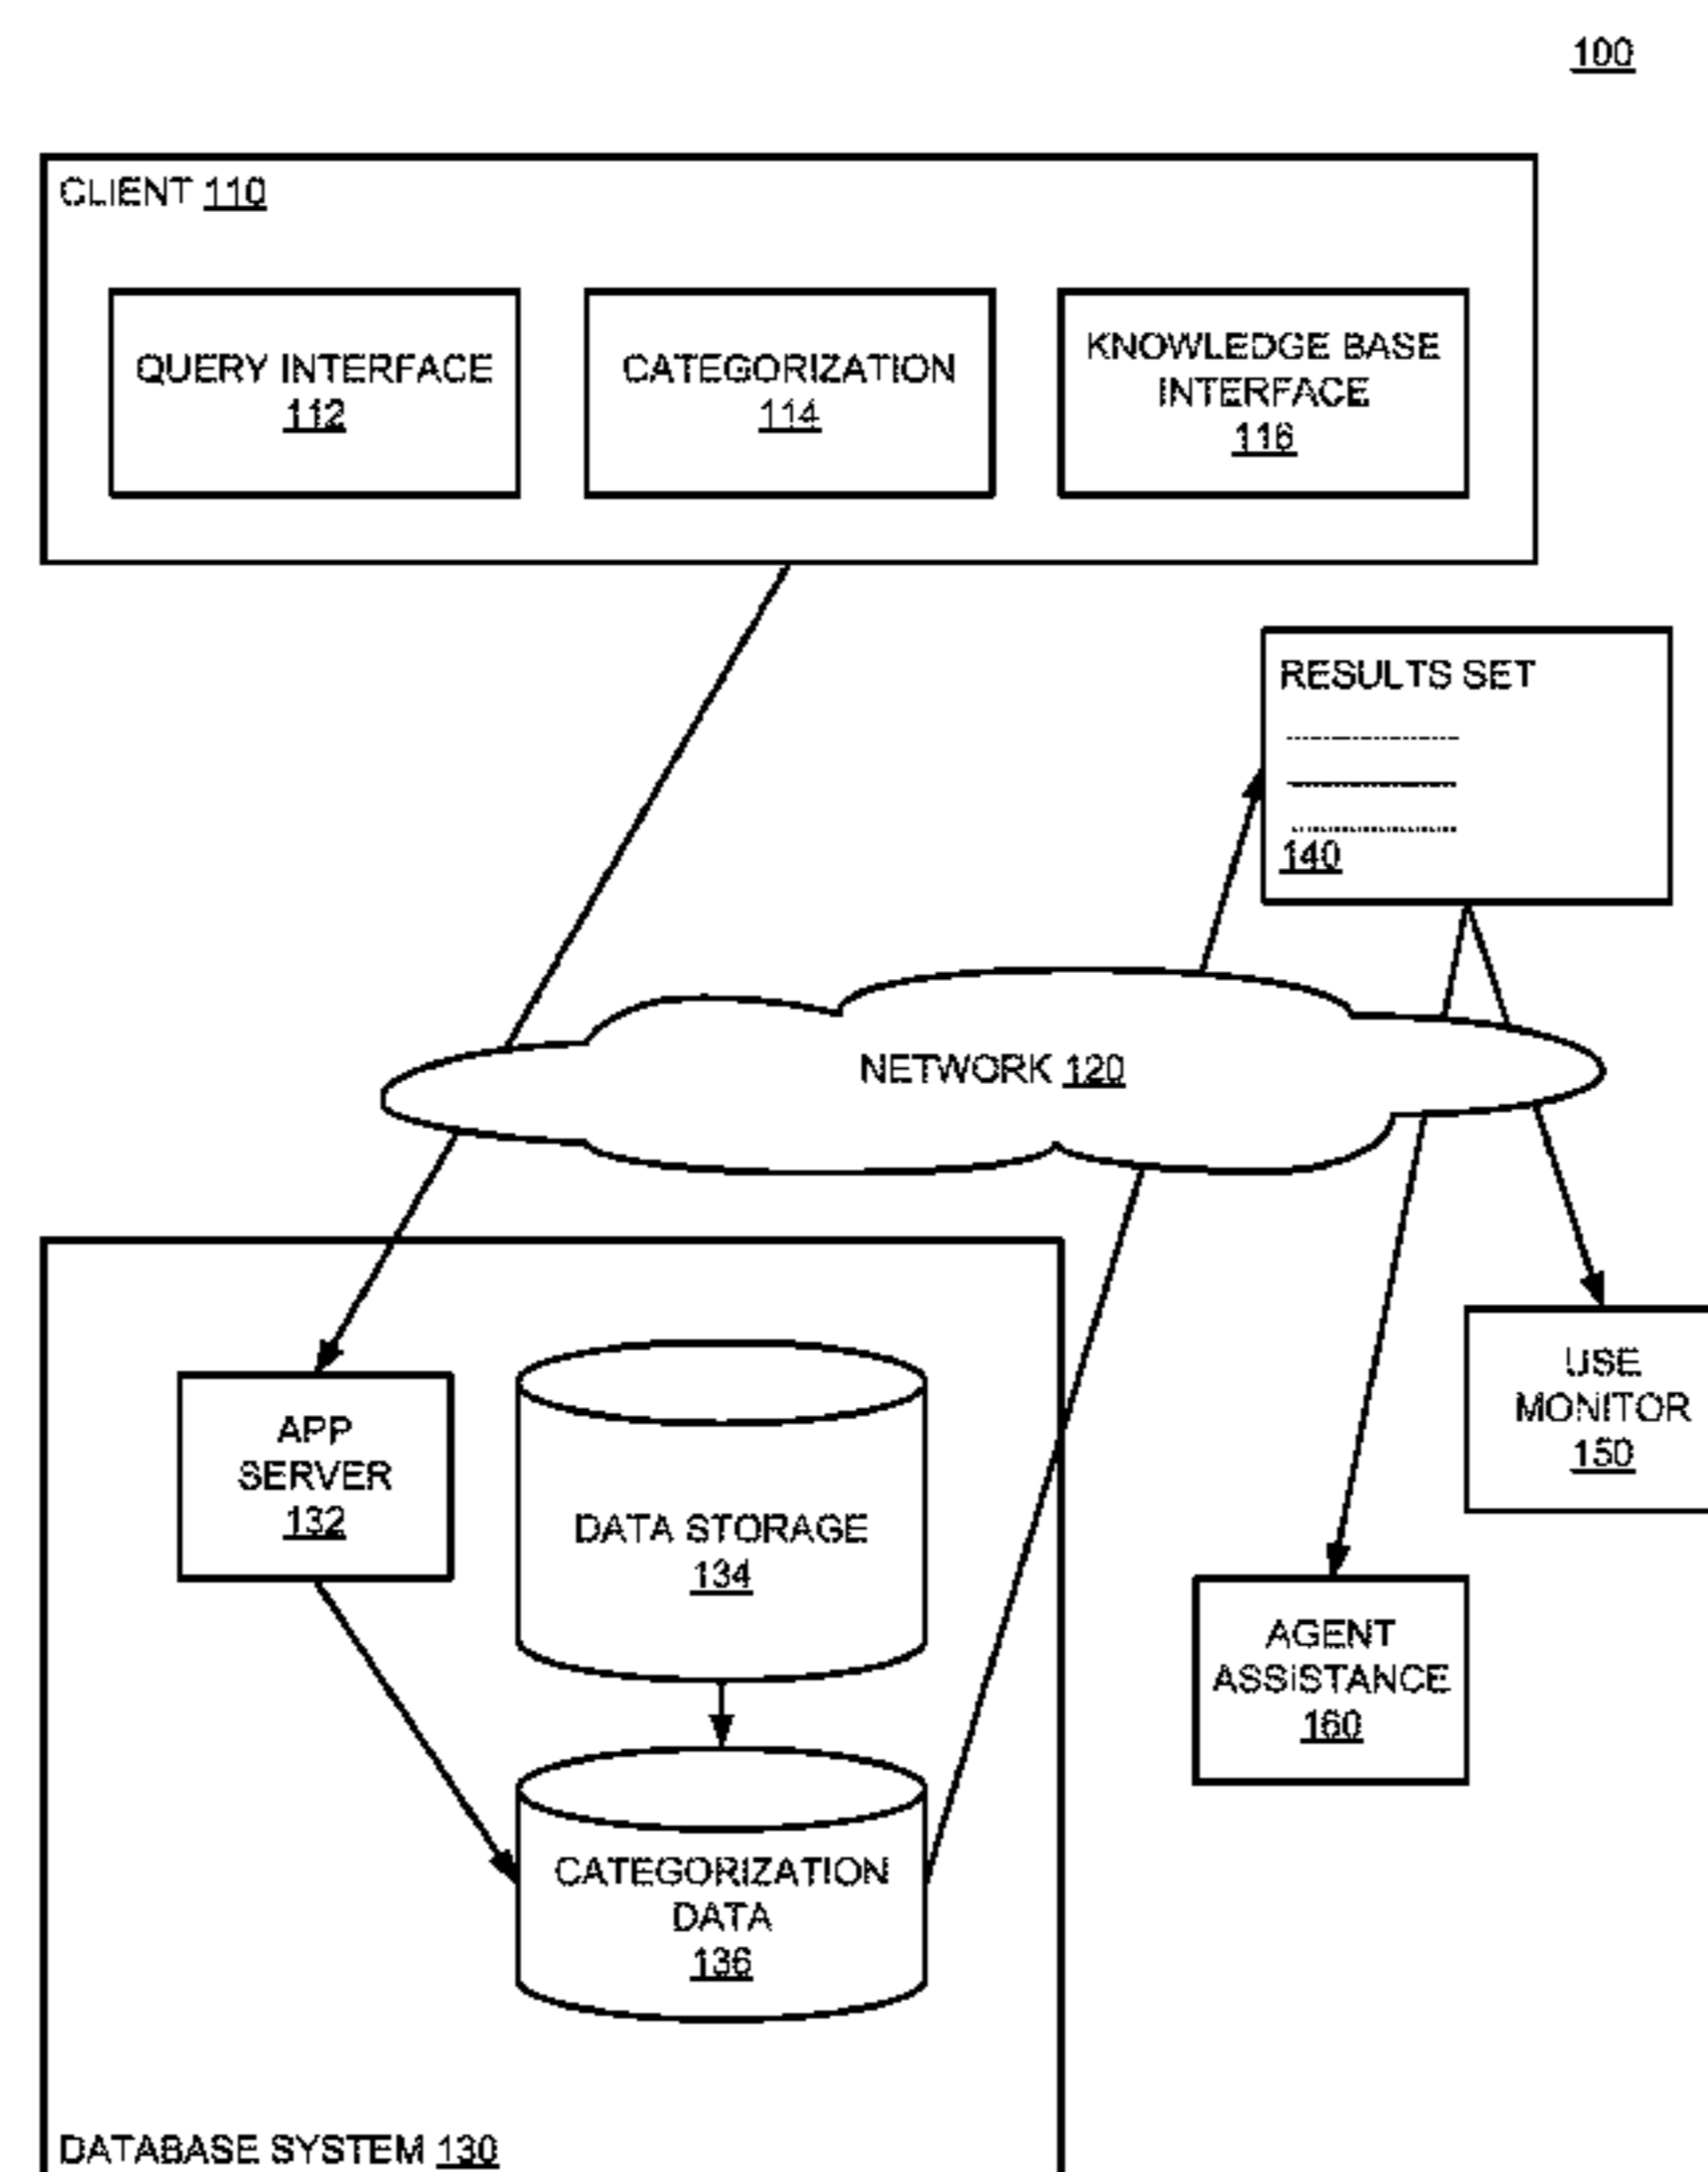 100
CLIENT 110
QUERY INTERFACE
112
CATEGORIZATION
114
KNOWLEDGE BASE
INTERFACE
116
RESULTS SET
140
NETWORK 120
APP
SERVER
132
DATA STORAGE
134
CATEGORIZATION
DATA
136
USE
MONITOR
150
AGENT
ASSISTANCE
160
DATABASE SYSTEM 130